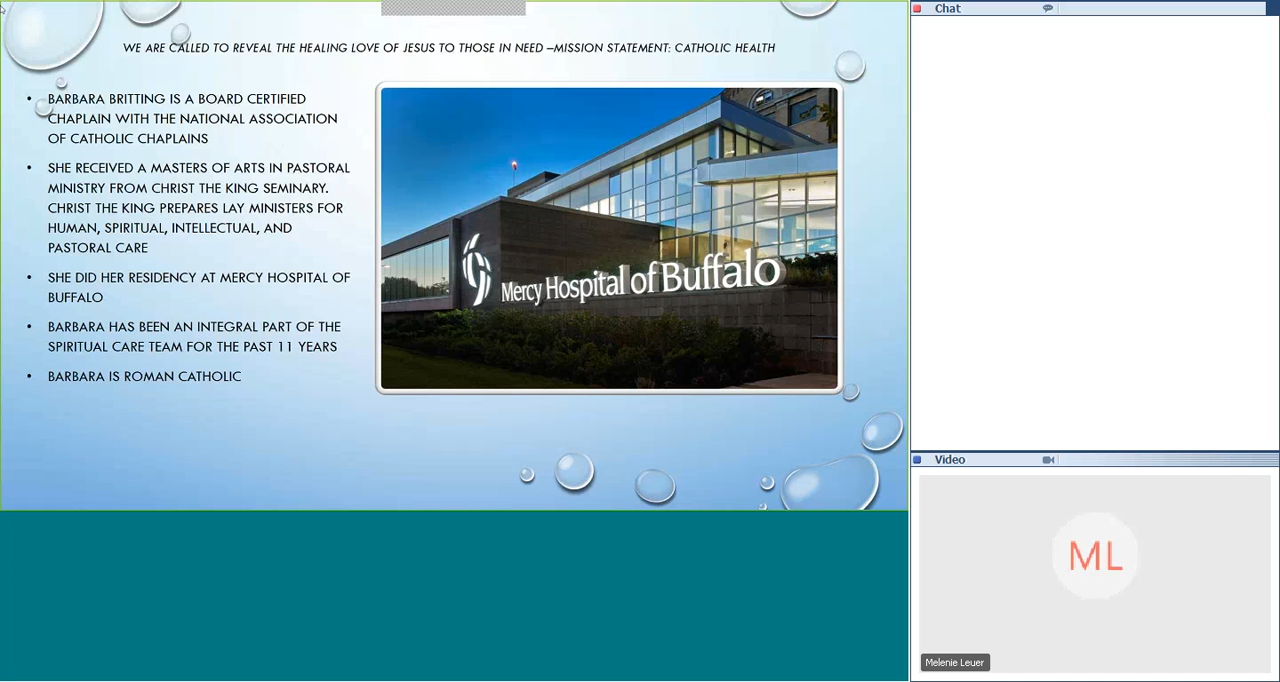 WE ARE CALLED TO REVEAL THE HEALING LOVE OF JESUS TO THOSE IN NEED –MISSION STATEMENT: CATHOLIC HEALTH
• BARBARA BRITTING IS A BOARD CERTIFIED
CHAPLAIN WITH THE NATIONAL ASSOCIATION
OF CATHOLIC CHAPLAINS
• SHE RECEIVED A MASTERS OF ARTS IN PASTORAL
MINISTRY FROM CHRIST THE KING SEMINARY.
CHRIST THE KING PREPARES LAY MINISTERS FOR
HUMAN, SPIRITUAL, INTELLECTUAL, AND
PASTORAL CARE
• SHE DID HER RESIDENCY AT MERCY HOSPITAL OF
BUFFALO
• BARBARA HAS BEEN AN INTEGRAL PART OF THE
SPIRITUAL CARE TEAM FOR THE PAST 11 YEARS
• BARBARA IS ROMAN CATHOLIC
Mercy Hospital of Buffalo
Chat
Video
ML
Melenie Leuer